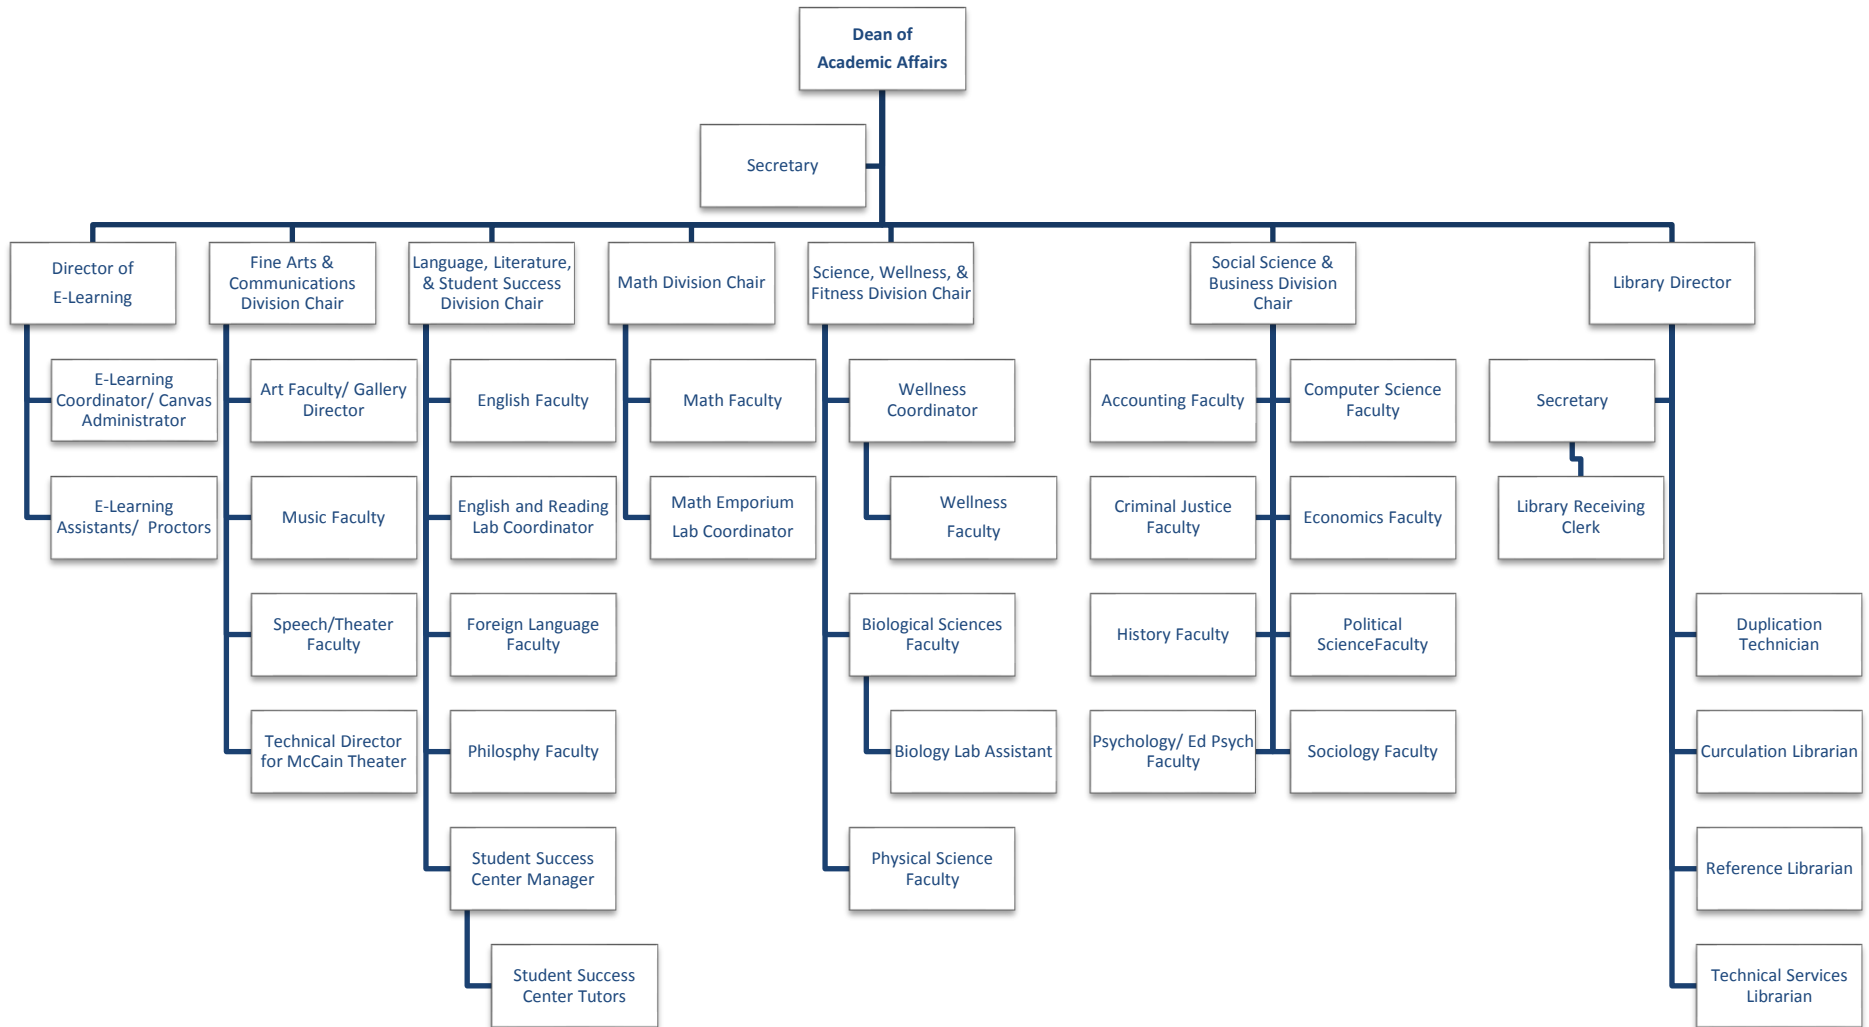 Dean of
Academic Affairs
Secretary
Director of
E-Learning
Fine Arts &
Communications
Division Chair
Language, Literature,
& Student Success
Division Chair
Math Division Chair
Science, Wellness, &
Fitness Division Chair
Social Science &
Business Division
Chair
Library Director
E-Learning
Coordinator/ Canvas
Administrator
Art Faculty/ Gallery
Director
English Faculty
Math Faculty
Wellness
Coordinator
Accounting Faculty
Computer Science
Faculty
Secretary
E-Learning
Assistants/ Proctors
Music Faculty
English and Reading
Lab Coordinator
Math Emporium
Lab Coordinator
Wellness
Faculty
Criminal Justice
Faculty
Economics Faculty
Library Receiving
Clerk
Speech/Theater
Faculty
Foreign Language
Faculty
Biological Sciences
Faculty
History Faculty
Political
ScienceFaculty
Duplication
Technician
Technical Director
for McCain Theater
Philosphy Faculty
Biology Lab Assistant
Psychology/ Ed Psych
Faculty
Sociology Faculty
Curculation Librarian
Student Success
Center Manager
Physical Science
Faculty
Reference Librarian
Student Success
Center Tutors
Technical Services
Librarian